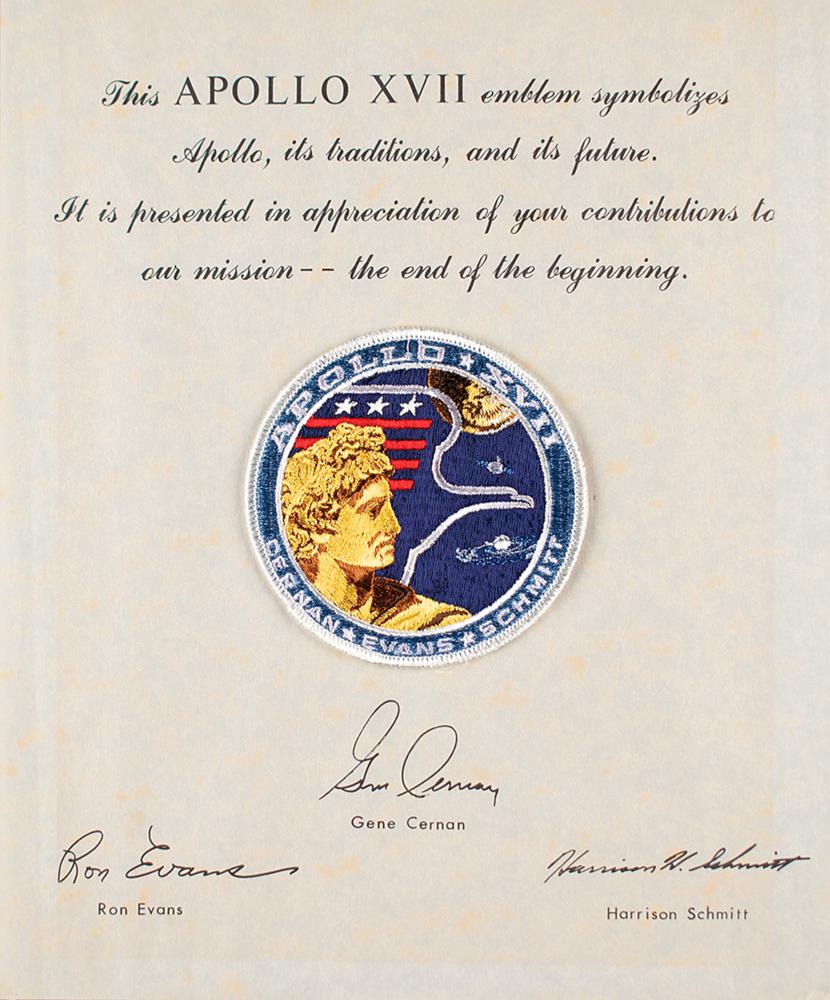 This APOLLO XVII emblem symbolizes
Apollo, its traditions, and its future.
It is presented in appreciation of your contributions to
our mission-- the end of the beginning.
APOLLO ★ XVII
CERNAN ★ EVANS ★ SCHMITT
Gene Cernan
Gene Cernan
Ron Evans
Ron Evans
Harrison H. Schmitt
Harrison Schmitt